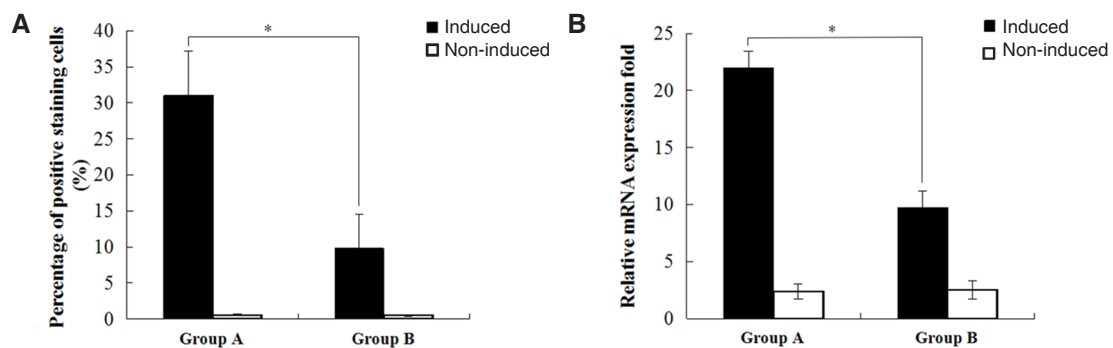 A
Percentage of positive staining cells
(%)
40
35
30
25
20
15
10
5
0
*
Induced
Non-induced
Group A
Group B
B
Relative mRNA expression fold
25
20
15
10
5
0
*
Induced
Non-induced
Group A
Group B